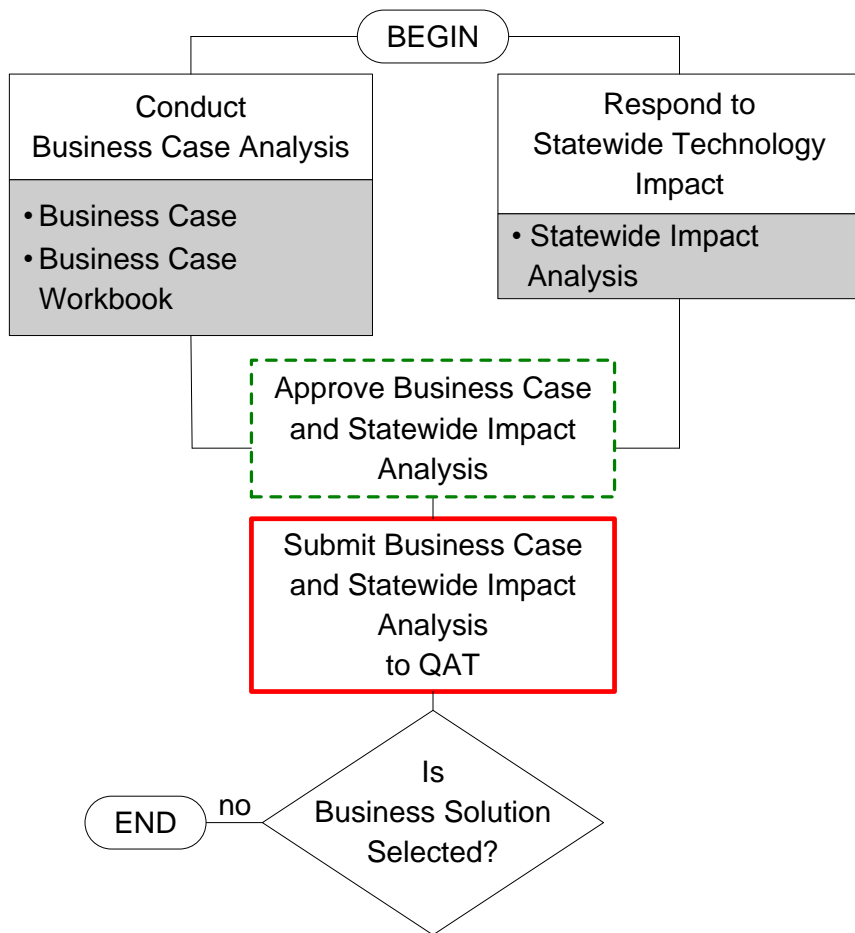 BEGIN
Conduct
Business Case Analysis
• Business Case
• Business Case
Workbook
Respond to
Statewide Technology
Impact
• Statewide Impact
Analysis
Approve Business Case
and Statewide Impact
Analysis
Submit Business Case
and Statewide Impact
Analysis
to QAT
Is
Business Solution
Selected?
no
END